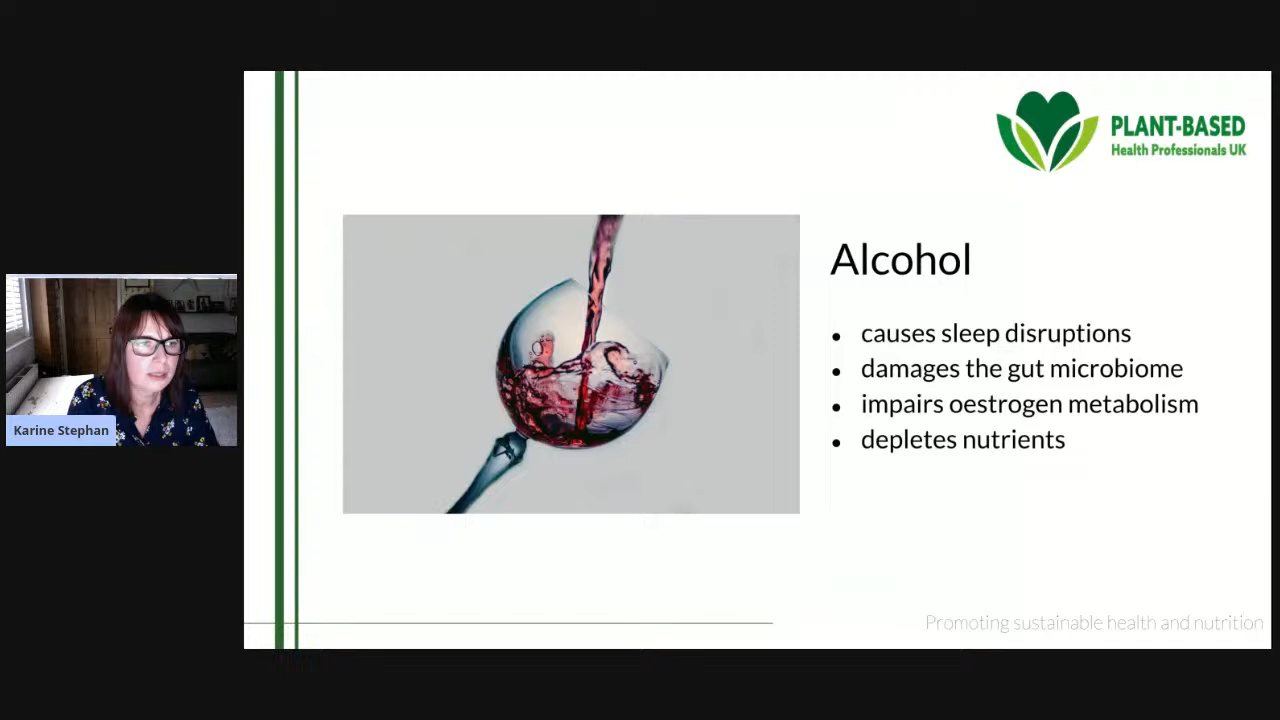 PLANT-BASED
Health Professionals UK
Alcohol
• causes sleep disruptions
• damages the gut microbiome
• impairs oestrogen metabolism
• depletes nutrients
Karine Stephan
Promoting sustainable health and nutrition